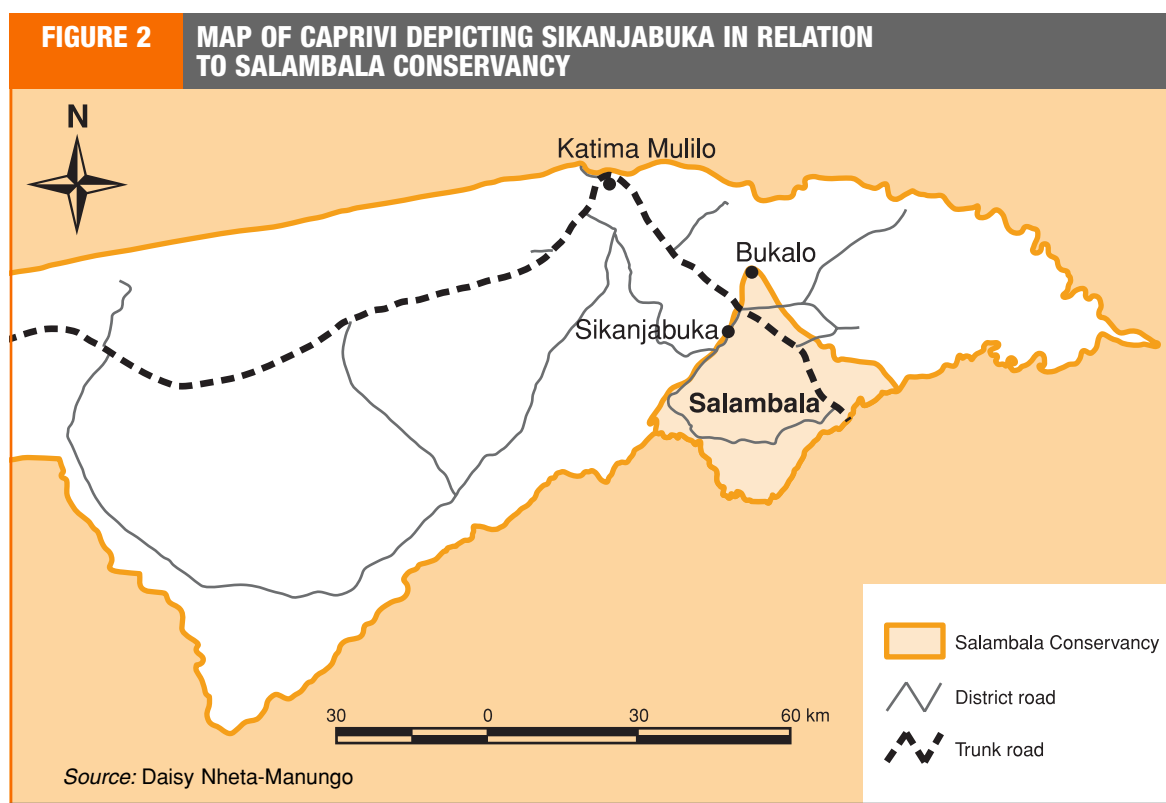 FIGURE 2
MAP OF CAPRIVI DEPICTING SIKANJABUKA IN RELATION
TO SALAMBALA CONSERVANCY
N
Katima Mulilo
Bukalo
Sikanjabuka
Salambala
Salambala Conservancy
District road
Trunk road
30 0 30 60 km
Source: Daisy Nheta-Manungo